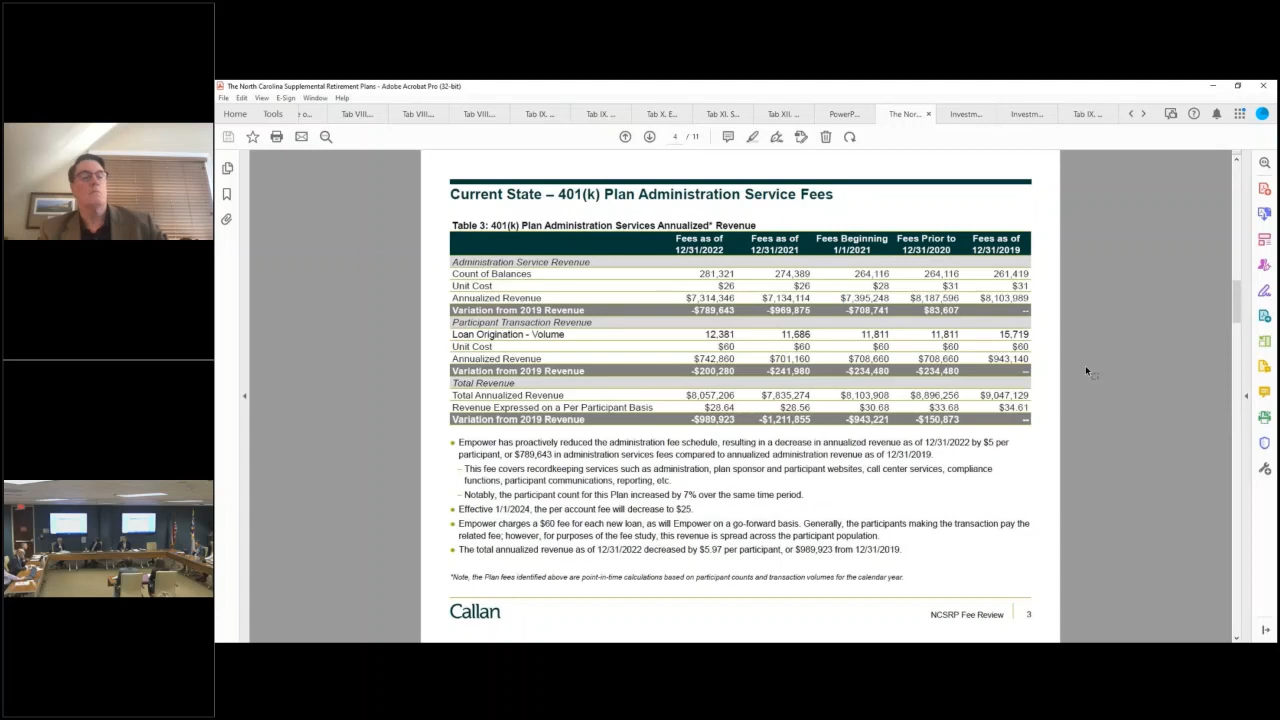 The North Carolina Supplemental Retirement Plans - Adobe Acrobat Pro (32-bit)
File Edit View E-Sign Window Help
Home Tools e o... Tab VIII.... Tab VIII.... Tab VIII.... Tab IX. ... Tab IX. ... Tab X. E... Tab XI. S... Tab XII. ... PowerP... The Nor... × Investm... Investm... Tab IX. ...
4 / 11
Current State – 401(k) Plan Administration Service Fees
Table 3: 401(k) Plan Administration Services Annualized* Revenue
Fees as of 12/31/2022 Fees as of 12/31/2021 Fees Beginning 1/1/2021 Fees Prior to 12/31/2020 Fees as of 12/31/2019
Administration Service Revenue
Count of Balances 281,321 274,389 264,116 264,116 261,419
Unit Cost $26 $26 $28 $31 $31
Annualized Revenue $7,314,346 $7,134,114 $7,395,248 $8,187,596 $8,103,989
Variation from 2019 Revenue -$789,643 -$969,875 -$708,741 $83,607 --
Participant Transaction Revenue
Loan Origination - Volume 12,381 11,686 11,811 11,811 15,719
Unit Cost $60 $60 $60 $60 $60
Annualized Revenue $742,860 $701,160 $708,660 $708,660 $943,140
Variation from 2019 Revenue -$200,280 -$241,980 -$234,480 -$234,480 --
Total Revenue
Total Annualized Revenue $8,057,206 $7,835,274 $8,103,908 $8,896,256 $9,047,129
Revenue Expressed on a Per Participant Basis $28.64 $28.56 $30.68 $33.68 $34.61
Variation from 2019 Revenue -$989,923 -$1,211,855 -$943,221 -$150,873 --
Empower has proactively reduced the administration fee schedule, resulting in a decrease in annualized revenue as of 12/31/2022 by $5 per
participant, or $789,643 in administration services fees compared to annualized administration revenue as of 12/31/2019.
– This fee covers recordkeeping services such as administration, plan sponsor and participant websites, call center services, compliance
functions, participant communications, reporting, etc.
– Notably, the participant count for this Plan increased by 7% over the same time period.
Effective 1/1/2024, the per account fee will decrease to $25.
Empower charges a $60 fee for each new loan, as will Empower on a go-forward basis. Generally, the participants making the transaction pay the
related fee; however, for purposes of the fee study, this revenue is spread across the participant population.
The total annualized revenue as of 12/31/2022 decreased by $5.97 per participant, or $989,923 from 12/31/2019.
*Note, the Plan fees identified above are point-in-time calculations based on participant counts and transaction volumes for the calendar year.
Callan
NCSRP Fee Review 3